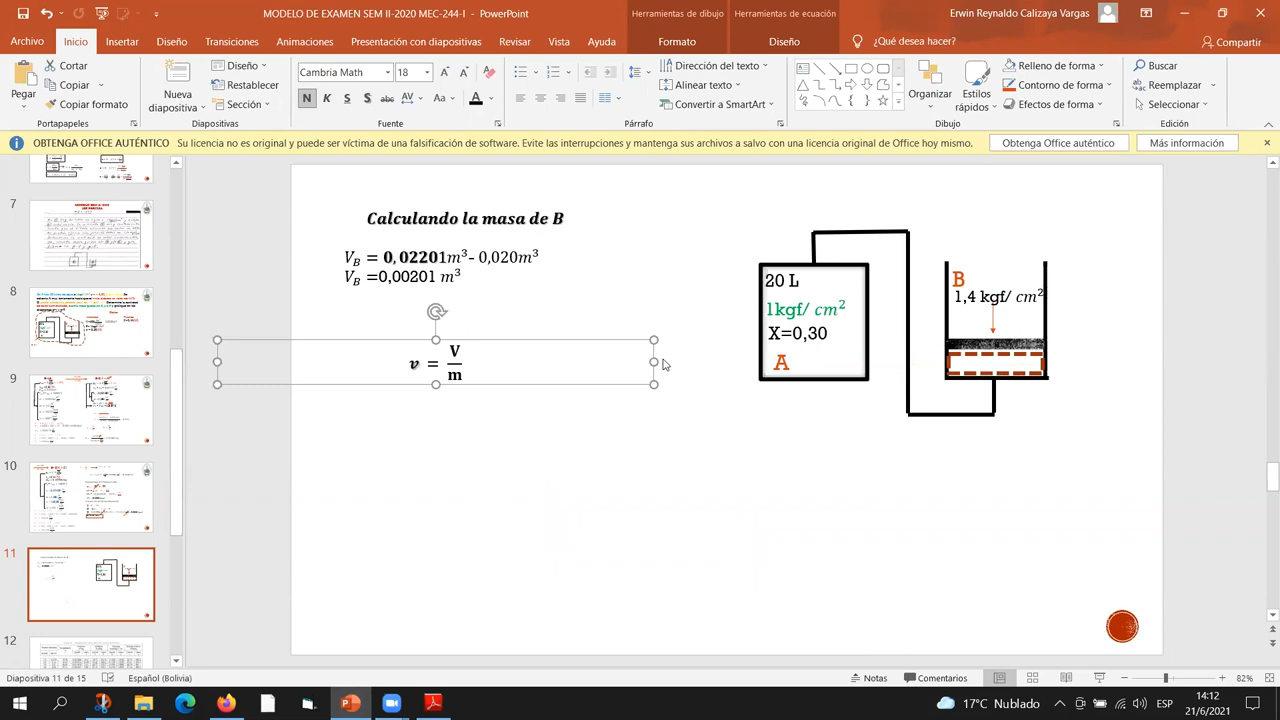 MODELO DE EXAMEN SEM II-2020 MEC-244-I - PowerPoint
Herramientas de dibujo
Herramientas de ecuación
Erwin Reynaldo Calizaya Vargas
Archivo
Inicio
Insertar
Diseño
Transiciones
Animaciones
Presentación con diapositivas
Revisar
Vista
Ayuda
Formato
Diseño
¿Qué desea hacer?
Compartir
Pegar
Cortar
Copiar
Copiar formato
Portapapeles
Nueva diapositiva
Diseño
Restablecer
Sección
Diapositivas
Cambria Math
18
N K S S abc AV Aa A
Fuente
Párrafo
Dirección del texto
Alinear texto
Convertir a SmartArt
Organizar
Estilos rápidos
Relleno de forma
Contorno de forma
Efectos de forma
Dibujo
Buscar
Reemplazar
Seleccionar
Edición
OBTENGA OFFICE AUTÉNTICO
Su licencia no es original y puede ser víctima de una falsificación de software. Evite las interrupciones y mantenga sus archivos a salvo con una licencia original de Office hoy mismo.
Obtenga Office auténtico
Más información
7
8
9
10
11
12
Calculando la masa de B
V_B = 0,02201m³- 0,020m³
V_B =0,00201 m³
v = V/m
20 L
1kgf/ cm²
X=0,30
A
B
1,4 kgf/ cm²
Diapositiva 11 de 15
Español (Bolivia)
Notas
Comentarios
82%
17°C Nublado
ESP
14:12
21/6/2021